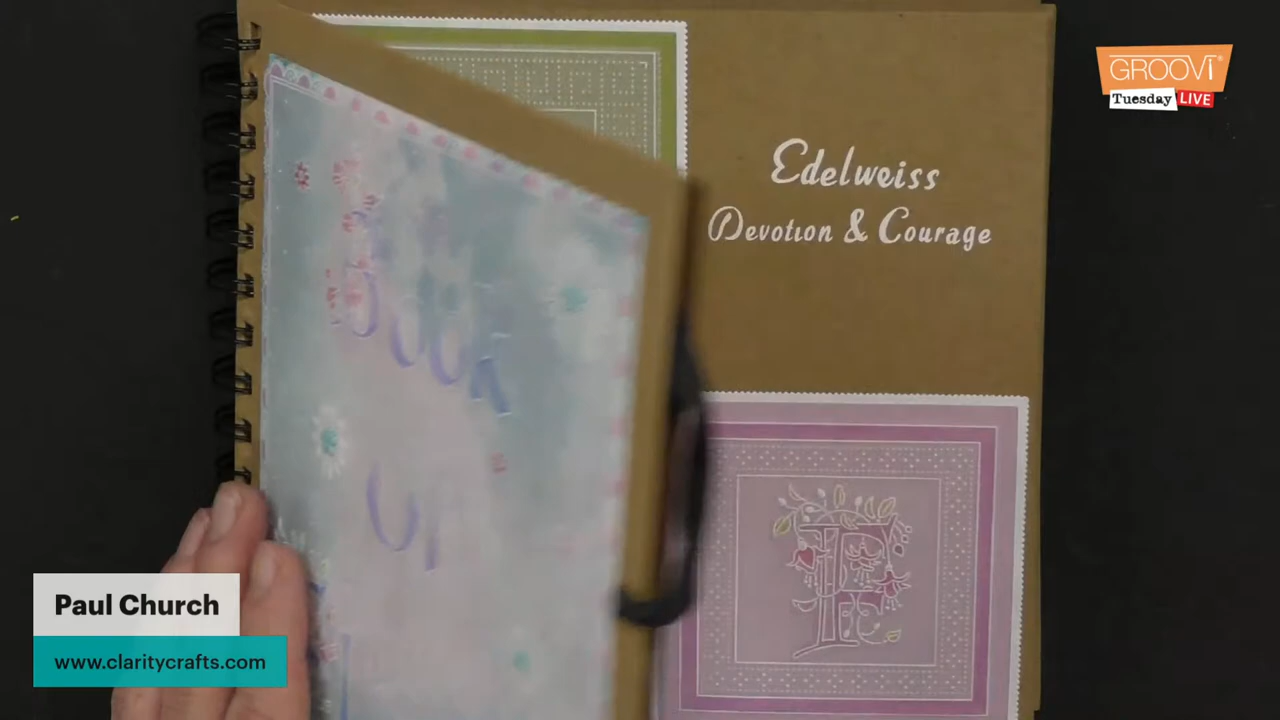 GROOVI
Tuesday LIVE
Edelweiss
Devotion & Courage
F
Paul Church
www.claritycrafts.com